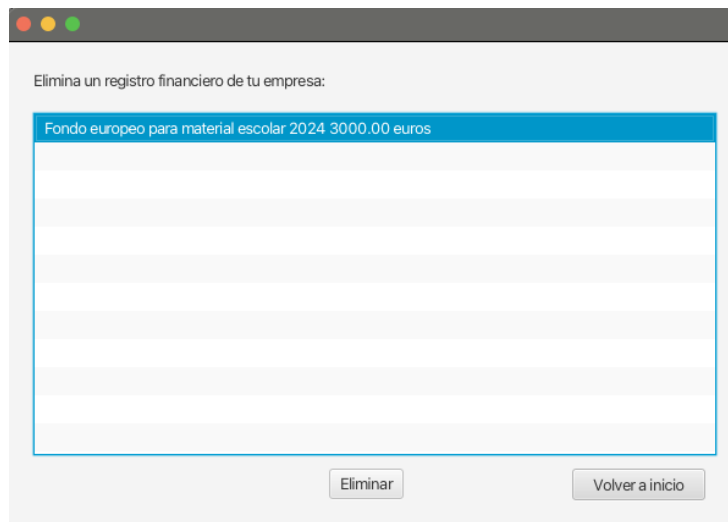 Elimina un registro financiero de tu empresa:
Fondo europeo para material escolar 2024 3000.00 euros
Eliminar
Volver a inicio